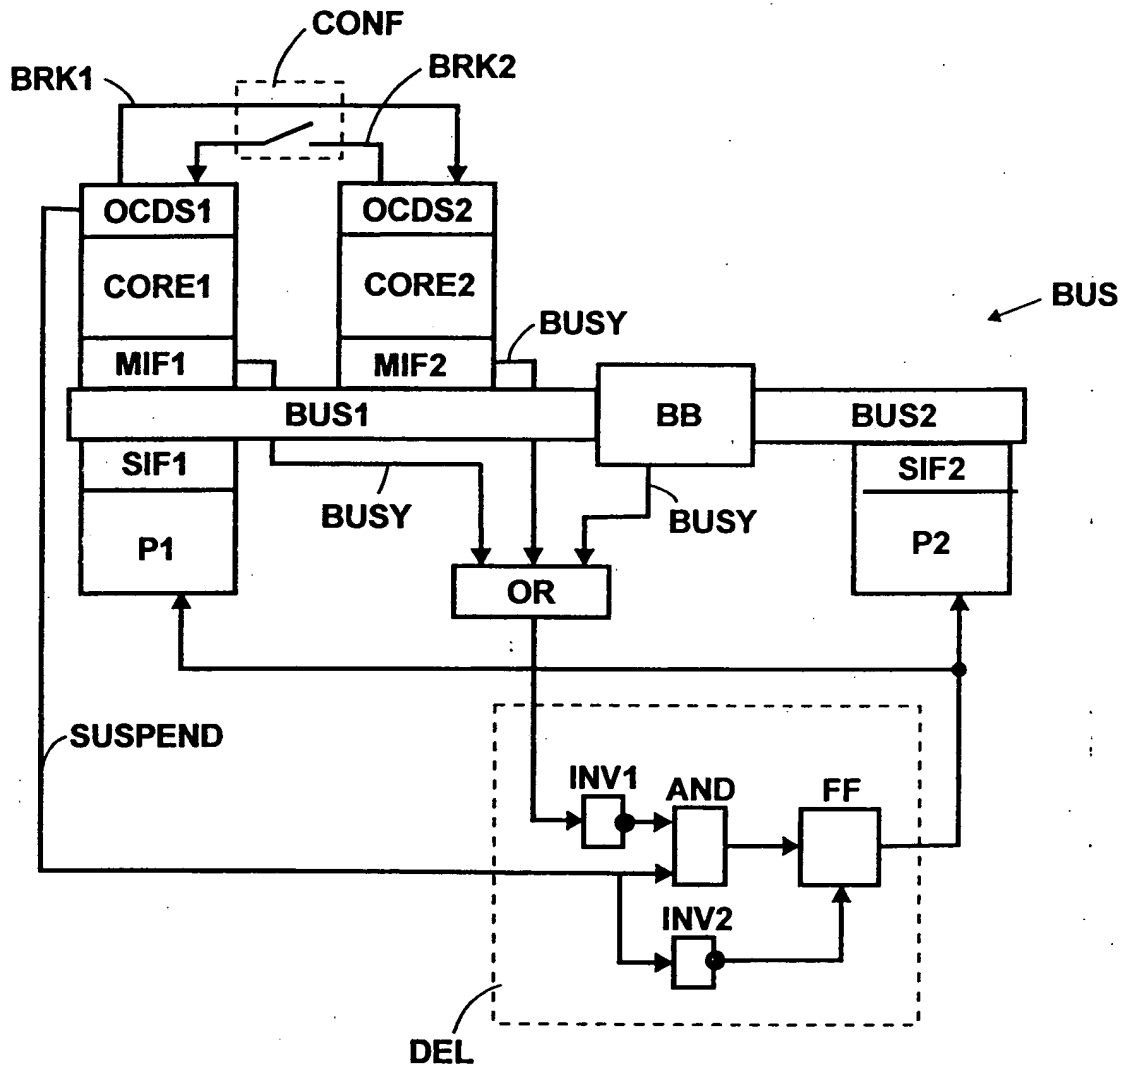 CONF
BRK1
BRK2
OCDS1
OCDS2
CORE1
CORE2
BUS
BUSY
MIF1
MIF2
BUS1
BB
BUS2
SIF1
SIF2
BUSY
BUSY
P1
P2
OR
SUSPEND
INV1
AND
FF
INV2
DEL